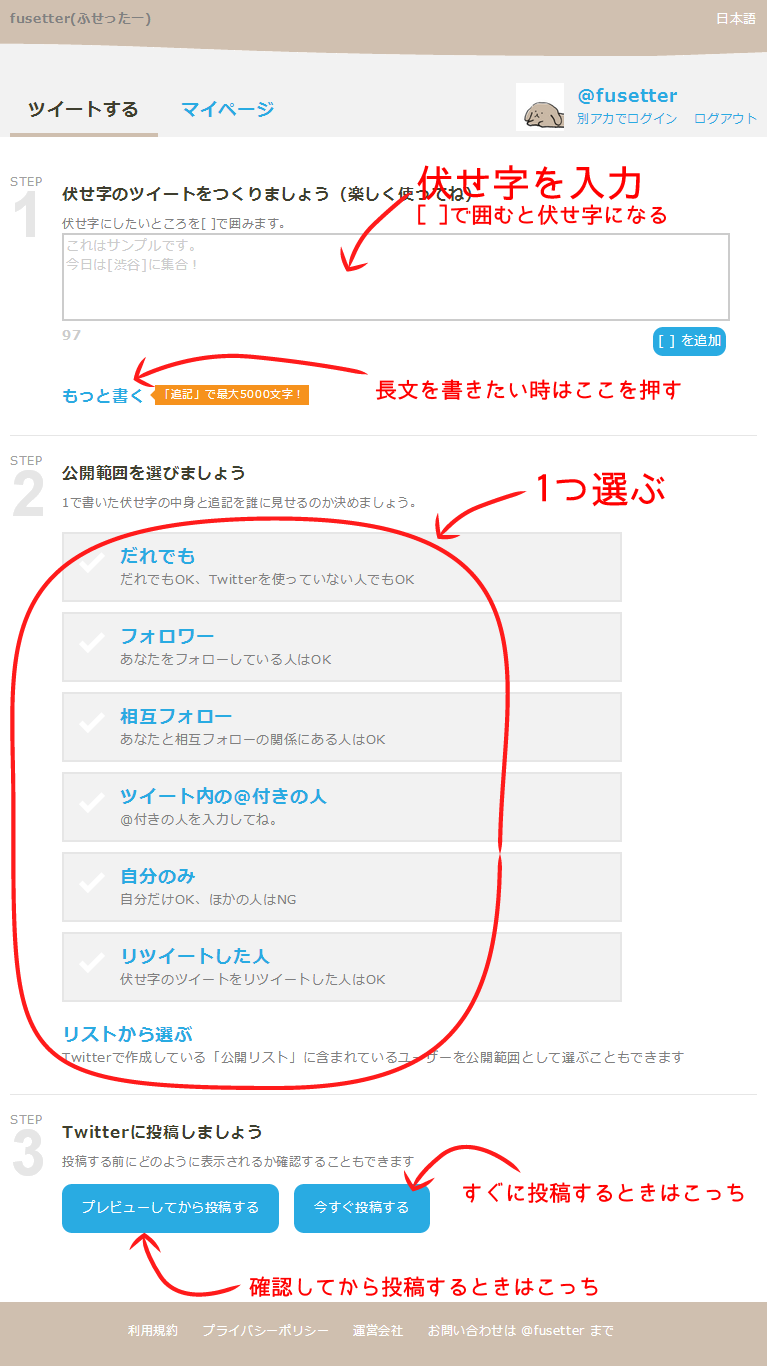 fusetter(ふせったー)
日本語
ツイートする
マイページ
@fusetter
別アカでログイン ログアウト
STEP
1
伏せ字のツイートをつくりましょう（楽しく使ってね）
伏せ字を入力
伏せ字にしたいところを[ ]で囲みます。
[ ]で囲むと伏せ字になる
これはサンプルです。
今日は[渋谷]に集合！
97
[ ] を追加
もっと書く
「追記」で最大5000文字！
長文を書きたい時はここを押す
STEP
2
公開範囲を選びましょう
1で書いた伏せ字の中身と追記を誰に見せるのか決めましょう。
1つ選ぶ
だれでも
だれでもOK、Twitterを使っていない人でもOK
フォロワー
あなたをフォローしている人はOK
相互フォロー
あなたと相互フォローの関係にある人はOK
ツイート内の@付きの人
@付きの人を入力してね。
自分のみ
自分だけOK、ほかの人はNG
リツイートした人
伏せ字のツイートをリツイートした人はOK
リストから選ぶ
Twitterで作成している「公開リスト」に含まれているユーザーを公開範囲として選ぶこともできます
STEP
3
Twitterに投稿しましょう
投稿する前にどのように表示されるか確認することもできます
プレビューしてから投稿する
今すぐ投稿する
すぐに投稿するときはこっち
確認してから投稿するときはこっち
利用規約 プライバシーポリシー 運営会社 お問い合わせは @fusetter まで